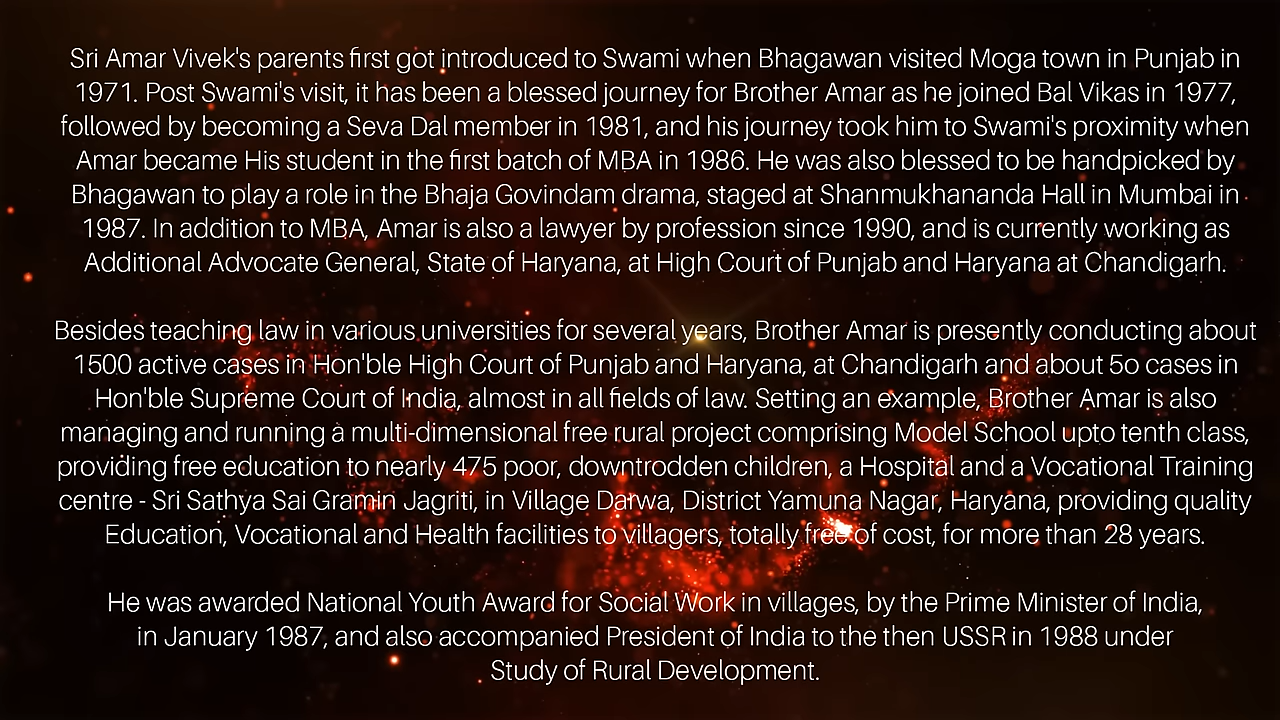 Sri Amar Vivek's parents first got introduced to Swami when Bhagawan visited Moga town in Punjab in
1971. Post Swami's visit, it has been a blessed journey for Brother Amar as he joined Bal Vikas in 1977,
followed by becoming a Seva Dal member in 1981, and his journey took him to Swami's proximity when
Amar became His student in the first batch of MBA in 1986. He was also blessed to be handpicked by
Bhagawan to play a role in the Bhaja Govindam drama, staged at Shanmukhananda Hall in Mumbai in
1987. In addition to MBA, Amar is also a lawyer by profession since 1990, and is currently working as
Additional Advocate General, State of Haryana, at High Court of Punjab and Haryana at Chandigarh.

Besides teaching law in various universities for several years, Brother Amar is presently conducting about
1500 active cases in Hon'ble High Court of Punjab and Haryana, at Chandigarh and about 5o cases in
Hon'ble Supreme Court of India, almost in all fields of law. Setting an example, Brother Amar is also
managing and running a multi-dimensional free rural project comprising Model School upto tenth class,
providing free education to nearly 475 poor, downtrodden children, a Hospital and a Vocational Training
centre - Sri Sathya Sai Gramin Jagriti, in Village Darwa, District Yamuna Nagar, Haryana, providing quality
Education, Vocational and Health facilities to villagers, totally free of cost, for more than 28 years.

He was awarded National Youth Award for Social Work in villages, by the Prime Minister of India,
in January 1987, and also accompanied President of India to the then USSR in 1988 under
Study of Rural Development.